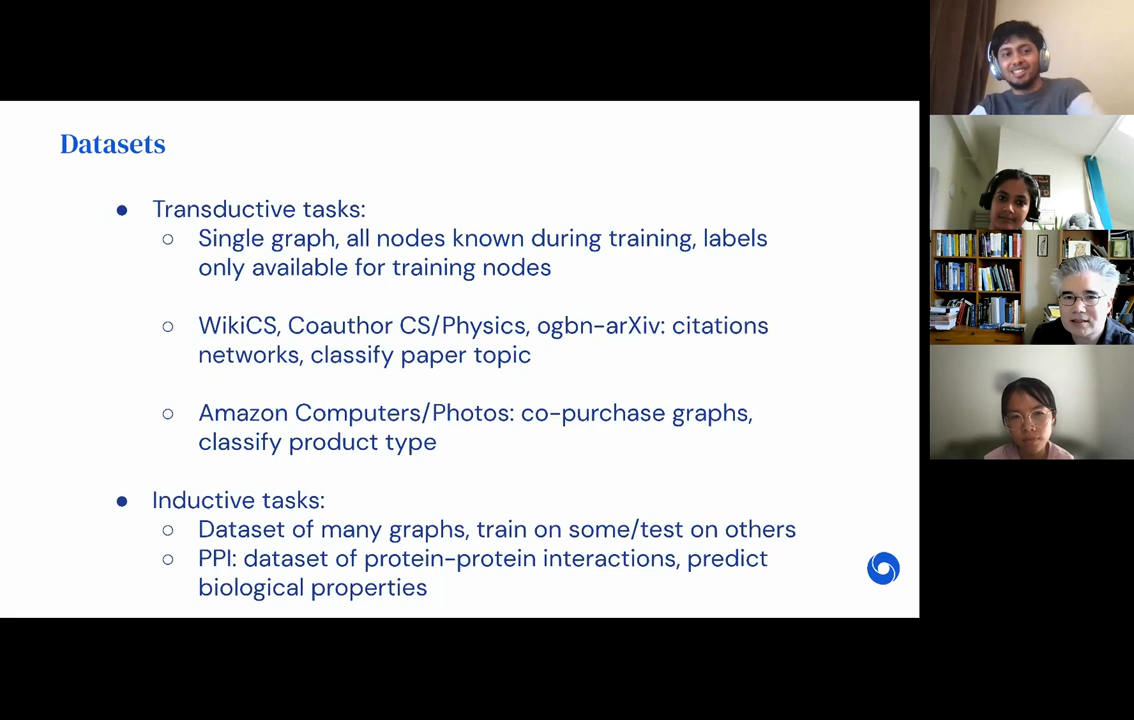 Datasets
● Transductive tasks:
○ Single graph, all nodes known during training, labels
only available for training nodes
○ WikiCS, Coauthor CS/Physics, ogbn-arXiv: citations
networks, classify paper topic
○ Amazon Computers/Photos: co-purchase graphs,
classify product type
● Inductive tasks:
○ Dataset of many graphs, train on some/test on others
○ PPI: dataset of protein-protein interactions, predict
biological properties